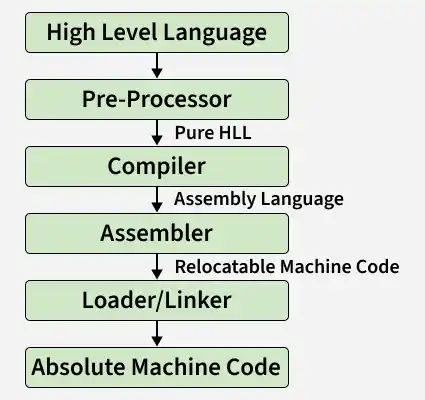 High Level Language
Pre-Processor
Pure HLL
Compiler
Assembly Language
Assembler
Relocatable Machine Code
Loader/Linker
Absolute Machine Code